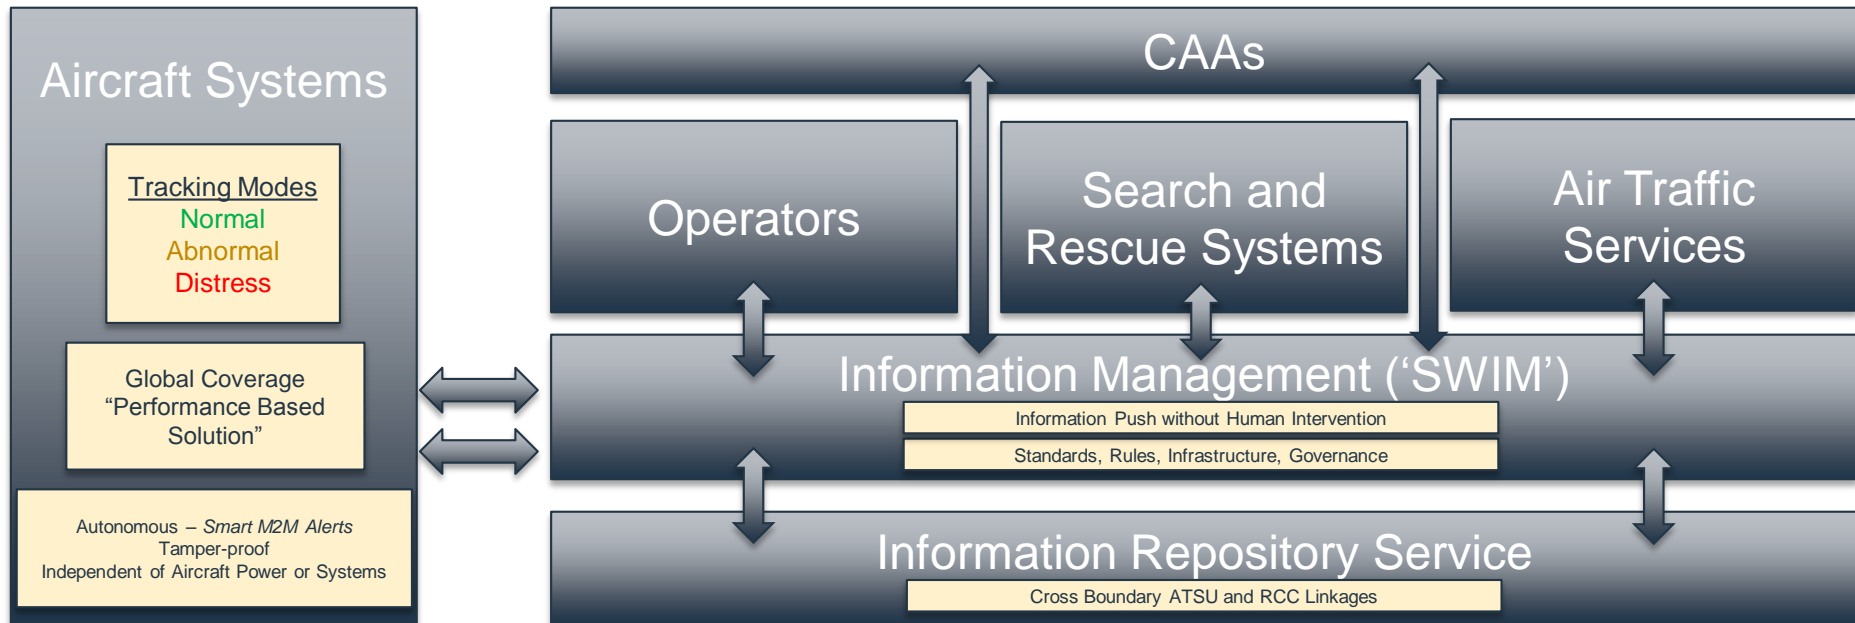 Aircraft Systems
Tracking Modes
Normal
Abnormal
Distress
Global Coverage
“Performance Based
Solution”
Autonomous – Smart M2M Alerts
Tamper-proof
Independent of Aircraft Power or Systems
CAAs
Operators
Search and
Rescue Systems
Air Traffic
Services
Information Management (‘SWIM’)
Information Push without Human Intervention
Standards, Rules, Infrastructure, Governance
Information Repository Service
Cross Boundary ATSU and RCC Linkages